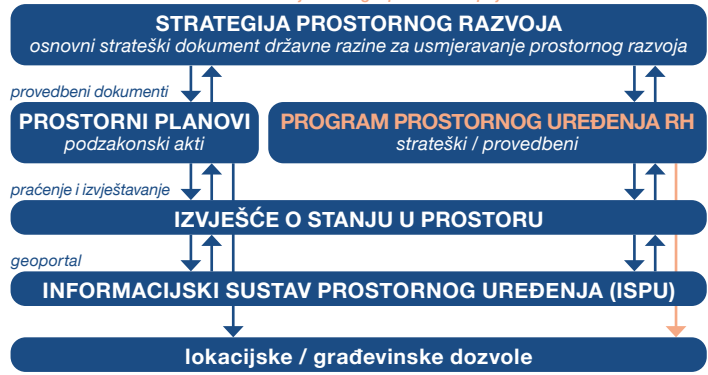 STRATEGIJA PROSTORNOG RAZVOJA
osnovni strateški dokument državne razine za usmjeravanje prostornog razvoja
provedbeni dokumenti
PROSTORNI PLANOVI
podzakonski akti
PROGRAM PROSTORNOG UREĐENJA RH
strateški / provedbeni
praćenje i izvještavanje
IZVJEŠĆE O STANJU U PROSTORU
geoportal
INFORMACIJSKI SUSTAV PROSTORNOG UREĐENJA (ISPU)
lokacijske / građevinske dozvole